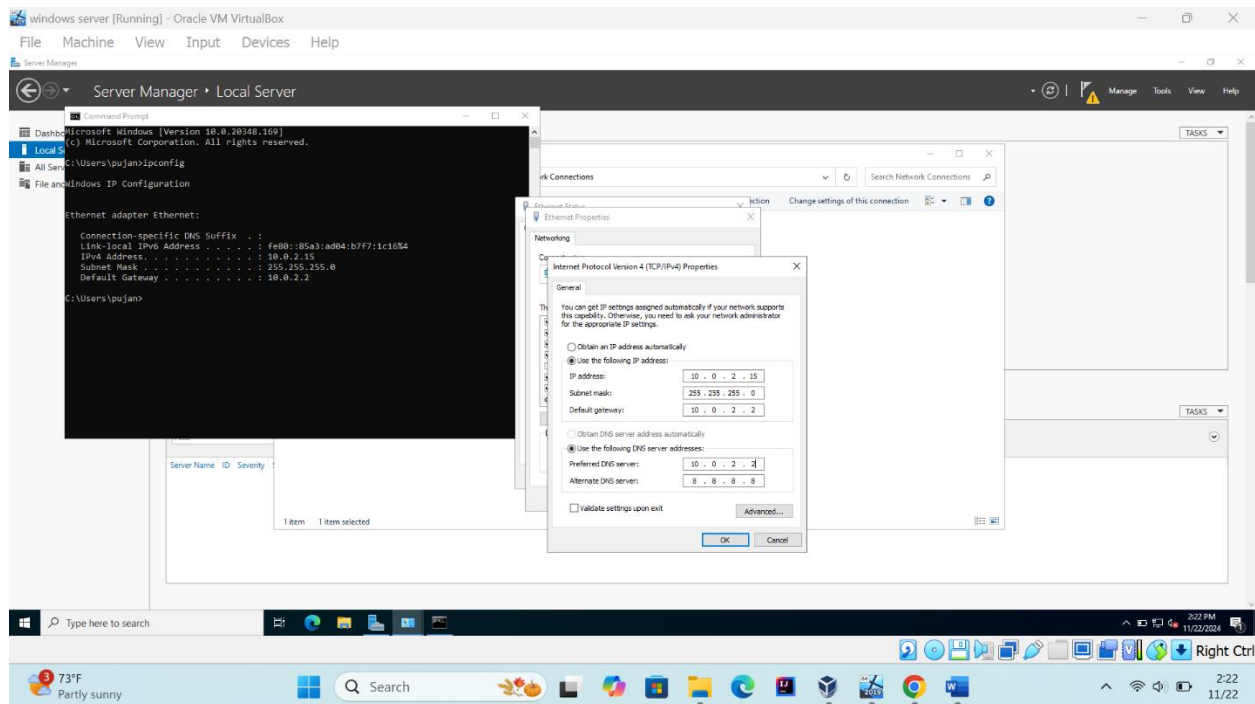 windows server [Running] - Oracle VM VirtualBox
File Machine View Input Devices Help
Server Manager
Server Manager • Local Server
Manage Tools View Help
Command Prompt
Microsoft Windows [Version 10.0.20348.169]
(c) Microsoft Corporation. All rights reserved.
C:\Users\pujan>ipconfig
Windows IP Configuration
Ethernet adapter Ethernet:
Connection-specific DNS Suffix . :
Link-local IPv6 Address . . . . . : fe80::85a3:ad04:b7f7:1c16%4
IPv4 Address. . . . . . . . . . . : 10.0.2.15
Subnet Mask . . . . . . . . . . . : 255.255.255.0
Default Gateway . . . . . . . . . : 10.0.2.2
C:\Users\pujan>
Dashbo
Local S
All Serv
File an
TASKS
rk Connections
Search Network Connections
ction Change settings of this connection
Ethernet Status
Ethernet Properties
Networking
Internet Protocol Version 4 (TCP/IPv4) Properties
General
You can get IP settings assigned automatically if your network supports
this capability. Otherwise, you need to ask your network administrator
for the appropriate IP settings.
Obtain an IP address automatically
Use the following IP address:
IP address: 10 . 0 . 2 . 15
Subnet mask: 255 . 255 . 255 . 0
Default gateway: 10 . 0 . 2 . 2
Obtain DNS server address automatically
Use the following DNS server addresses:
Preferred DNS server: 10 . 0 . 2 . 2
Alternate DNS server: 8 . 8 . 8 . 8
Validate settings upon exit
Advanced...
OK Cancel
TASKS
Server Name ID Severity
1 item 1 item selected
Type here to search
2:22 PM
11/22/2024
Right Ctrl
3
73°F
Partly sunny
Search
2:22
11/22